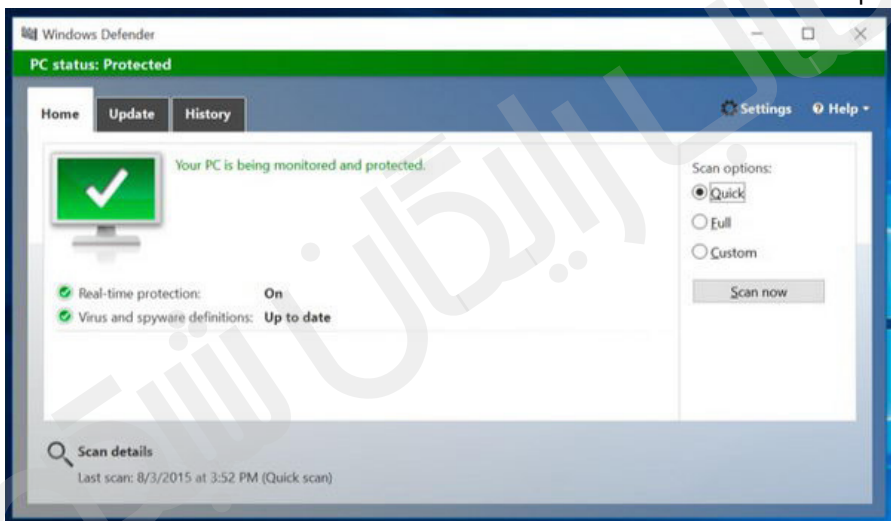 Windows Defender
PC status: Protected
Home Update History Settings Help
Your PC is being monitored and protected.
Scan options:
Quick
Full
Custom
Scan now
Real-time protection: On
Virus and spyware definitions: Up to date
Scan details
Last scan: 8/3/2015 at 3:52 PM (Quick scan)